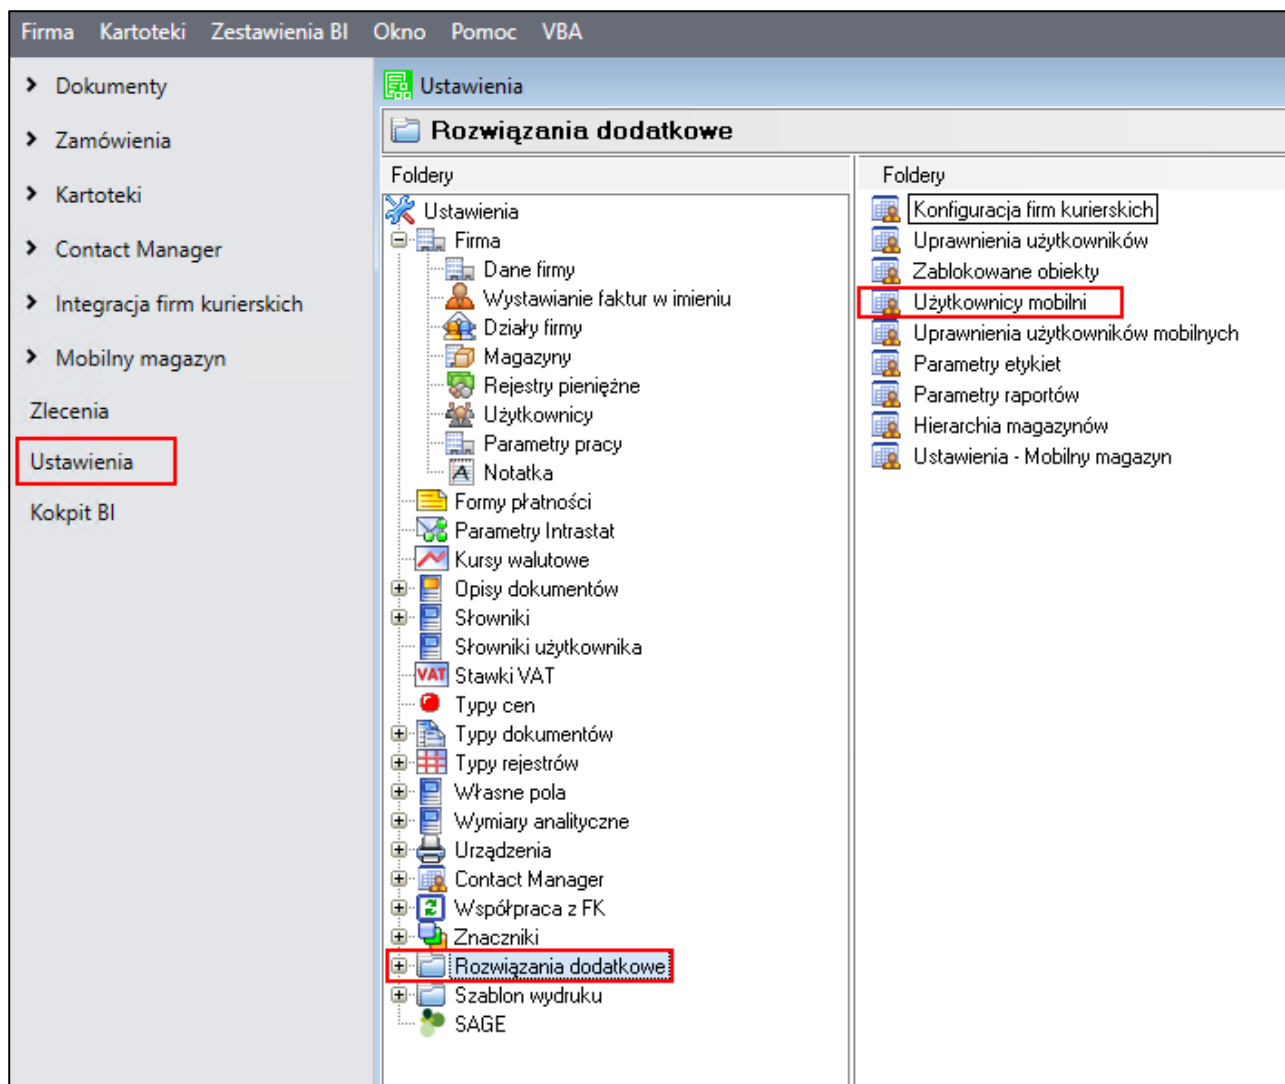 Firma Kartoteki Zestawienia BI Okno Pomoc VBA
Dokumenty
Zamówienia
Kartoteki
Contact Manager
Integracja firm kurierskich
Mobilny magazyn
Zlecenia
Ustawienia
Kokpit BI
Ustawienia
Rozwiązania dodatkowe
Foldery
Ustawienia
Firma
Dane firmy
Wystawianie faktur w imieniu
Działy firmy
Magazyny
Rejestry pieniężne
Użytkownicy
Parametry pracy
Notatka
Formy płatności
Parametry Intrastat
Kursy walutowe
Opisy dokumentów
Słowniki
Słowniki użytkownika
VAT Stawki VAT
Typy cen
Typy dokumentów
Typy rejestrów
Własne pola
Wymiary analityczne
Urządzenia
Contact Manager
Współpraca z FK
Znaczniki
Rozwiązania dodatkowe
Szablon wydruku
SAGE
Foldery
Konfiguracja firm kurierskich
Uprawnienia użytkowników
Zablokowane obiekty
Użytkownicy mobilni
Uprawnienia użytkowników mobilnych
Parametry etykiet
Parametry raportów
Hierarchia magazynów
Ustawienia - Mobilny magazyn